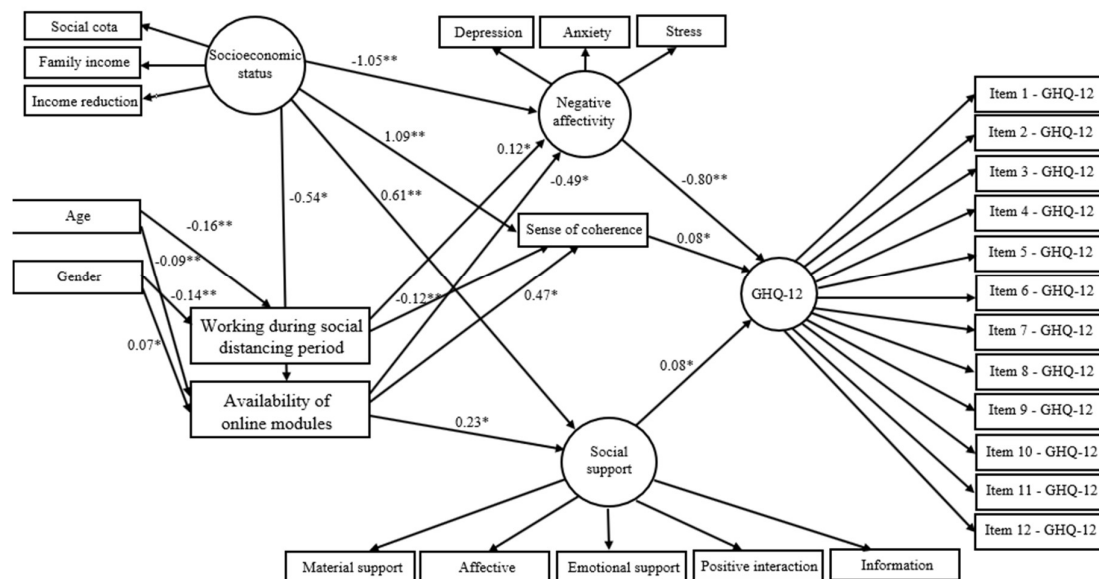 Social cota
Family income
Income reduction
Socioeconomic
status
Depression
Anxiety
Stress
Negative
affectivity
-1.05**
1.09**
0.12*
-0.49*
0.61**
-0.54*
-0.80**
Age
Gender
-0.16**
-0.09**
-0.14**
0.07*
Working during social
distancing period
Availability of
online modules
Sense of coherence
0.08*
-0.12**
0.47*
0.23*
0.08*
GHQ-12
Social
support
Material support
Affective
Emotional support
Positive interaction
Information
Item 1 - GHQ-12
Item 2 - GHQ-12
Item 3 - GHQ-12
Item 4 - GHQ-12
Item 5 - GHQ-12
Item 6 - GHQ-12
Item 7 - GHQ-12
Item 8 - GHQ-12
Item 9 - GHQ-12
Item 10 - GHQ-12
Item 11 - GHQ-12
Item 12 - GHQ-12